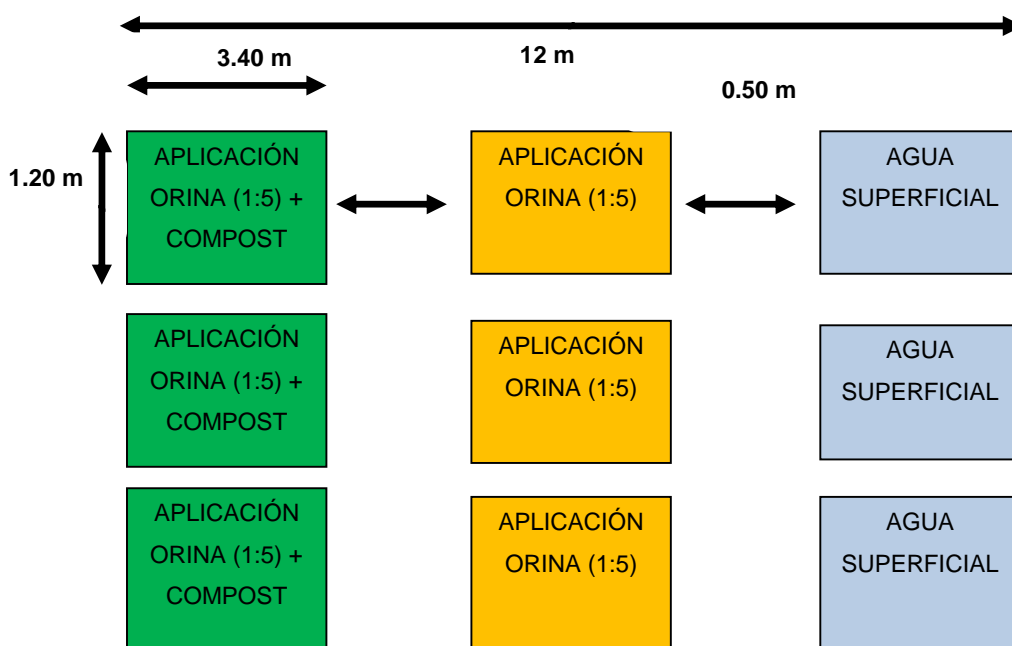 12 m
3.40 m
0.50 m
1.20 m
APLICACIÓN
ORINA (1:5) +
COMPOST
APLICACIÓN
ORINA (1:5)
AGUA
SUPERFICIAL
APLICACIÓN
ORINA (1:5) +
COMPOST
APLICACIÓN
ORINA (1:5)
AGUA
SUPERFICIAL
APLICACIÓN
ORINA (1:5) +
COMPOST
APLICACIÓN
ORINA (1:5)
AGUA
SUPERFICIAL